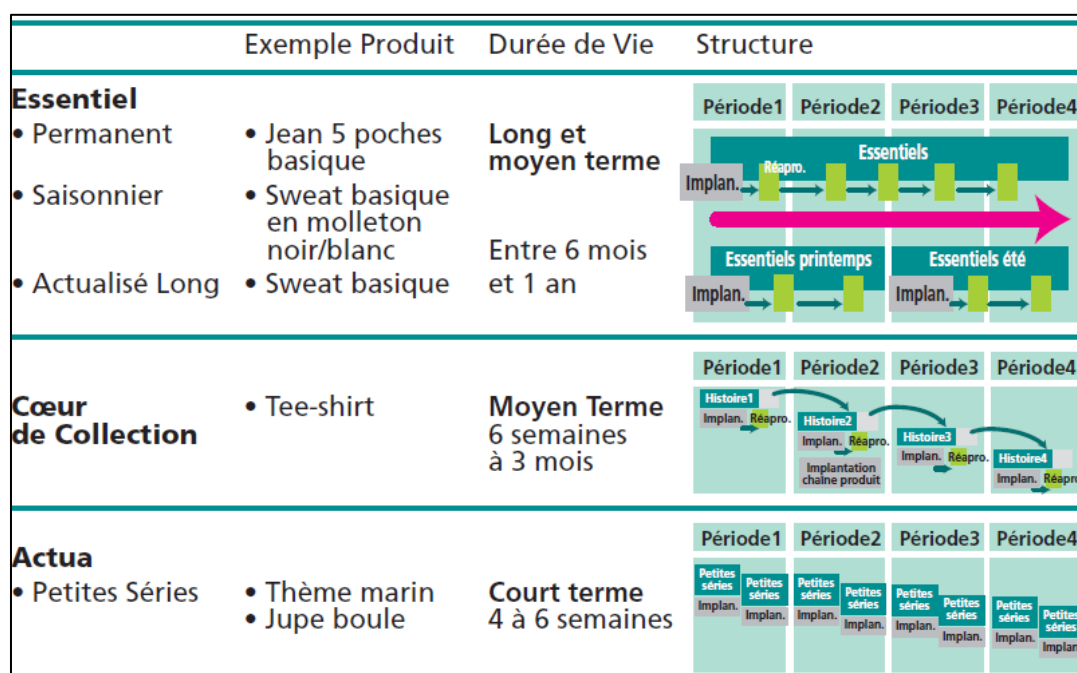 Exemple Produit Durée de Vie Structure
Essentiel
• Permanent
• Jean 5 poches
basique
Long et
moyen terme
• Saisonnier
• Sweat basique
en molleton
noir/blanc
Entre 6 mois
et 1 an
• Actualisé Long
• Sweat basique
Période1 Période2 Période3 Période4
Essentiels
Réapro.
Implan.
Essentiels printemps Essentiels été
Implan. Implan.
Cœur
de Collection
• Tee-shirt
Moyen Terme
6 semaines
à 3 mois
Période1 Période2 Période3 Période4
Histoire1
Implan. Réapro.
Histoire2
Implan. Réapro.
Implantation
chaîne produit
Histoire3
Implan. Réapro.
Histoire4
Implan. Réapro
Actua
• Petites Séries
• Thème marin
• Jupe boule
Court terme
4 à 6 semaines
Période1 Période2 Période3 Période4
Petites
séries
Implan.
Petites
séries
Implan.
Petites
séries
Implan.
Petites
séries
Implan.
Petites
séries
Implan.
Petites
séries
Implan.
Petites
séries
Implan.
Petites
séries
Implan